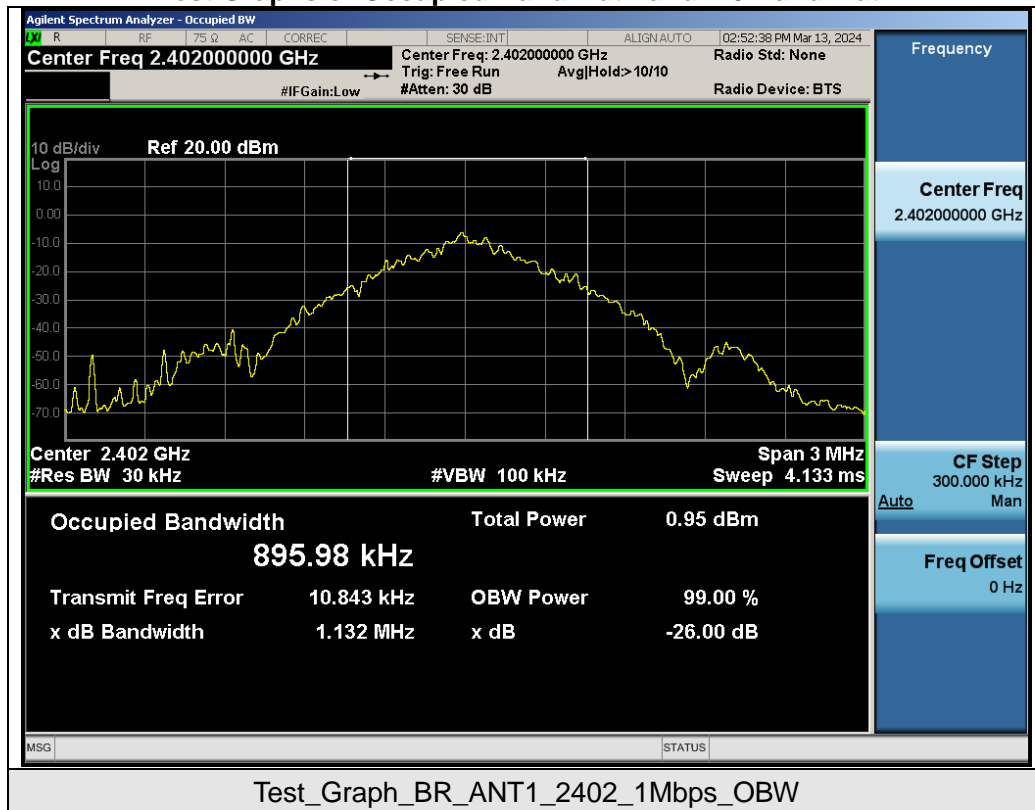 Agilent Spectrum Analyzer - Occupied BW
LXI R RF 75 Ω AC CORREC SENSE:INT ALIGN AUTO 02:52:38 PM Mar 13, 2024
Center Freq 2.402000000 GHz
Center Freq: 2.402000000 GHz
Radio Std: None
Trig: Free Run Avg|Hold:> 10/10
#IFGain:Low #Atten: 30 dB Radio Device: BTS
Frequency
10 dB/div Ref 20.00 dBm
Log
10.0
0.00
-10.0
-20.0
-30.0
-40.0
-50.0
-60.0
-70.0
Center 2.402 GHz Span 3 MHz
#Res BW 30 kHz #VBW 100 kHz Sweep 4.133 ms
Center Freq
2.402000000 GHz
CF Step
300.000 kHz
Auto Man
Freq Offset
0 Hz
Occupied Bandwidth Total Power 0.95 dBm
895.98 kHz
Transmit Freq Error 10.843 kHz OBW Power 99.00 %
x dB Bandwidth 1.132 MHz x dB -26.00 dB
MSG STATUS
Test_Graph_BR_ANT1_2402_1Mbps_OBW